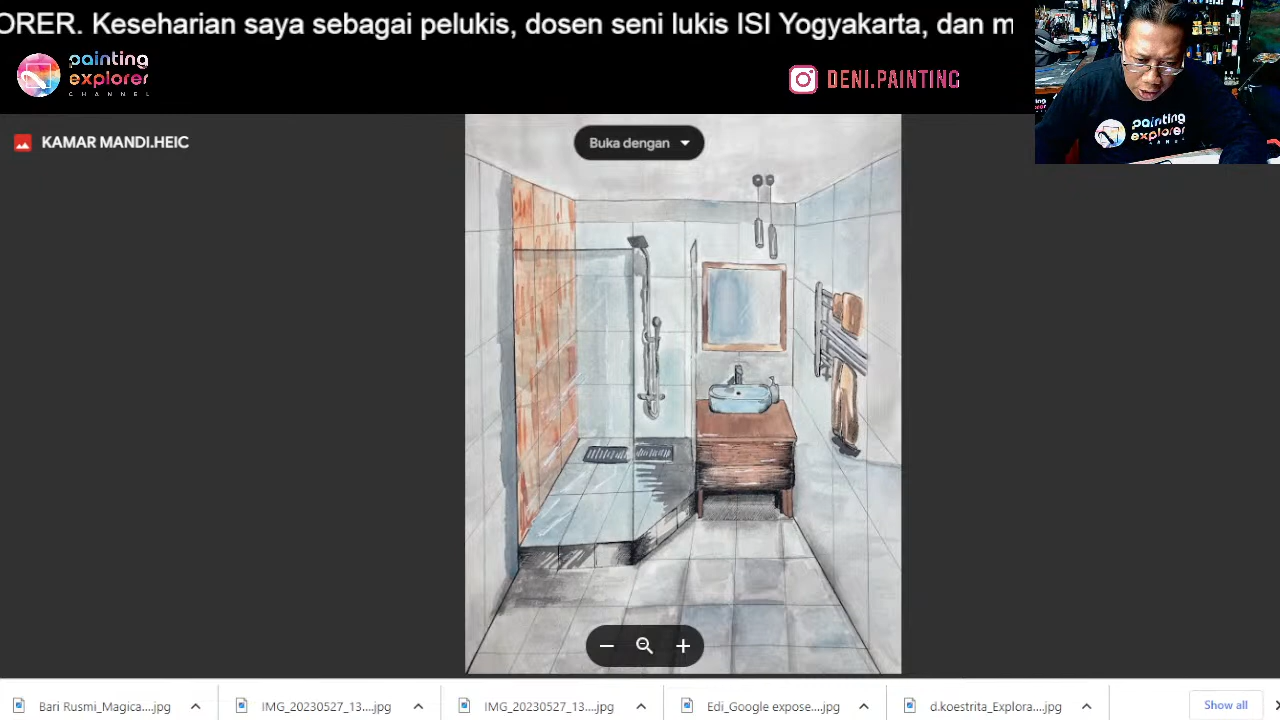 ORER. Keseharian saya sebagai pelukis, dosen seni lukis ISI Yogyakarta, dan m
painting
explorer
CHANNEL
DENI.PAINTING
painting
explorer
KAMAR MANDI.HEIC
Buka dengan
Bari Rusmi_Magica....jpg
IMG_20230527_13....jpg
IMG_20230527_13....jpg
Edi_Google expose....jpg
d.koestrita_Explora....jpg
Show all